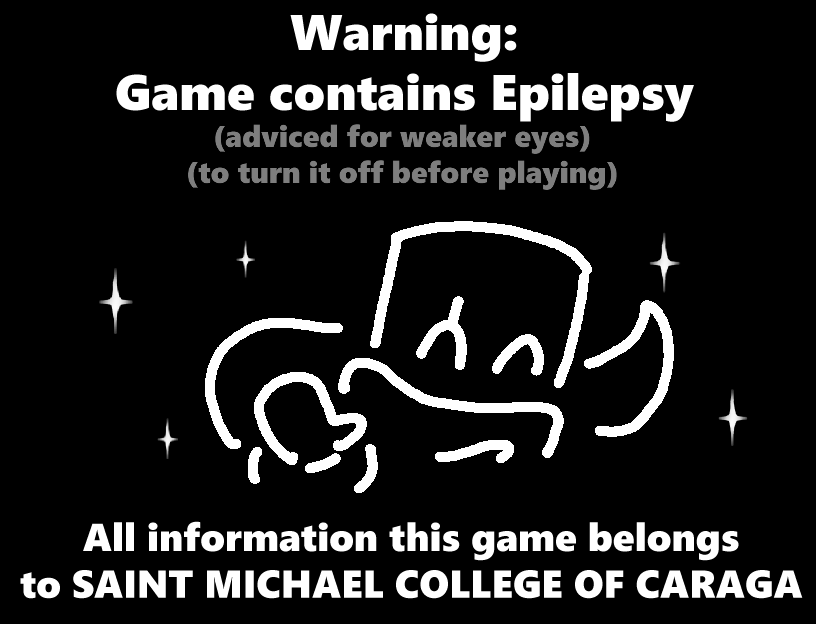 Warning:
Game contains Epilepsy
(adviced for weaker eyes)
(to turn it off before playing)
All information this game belongs
to SAINT MICHAEL COLLEGE OF CARAGA